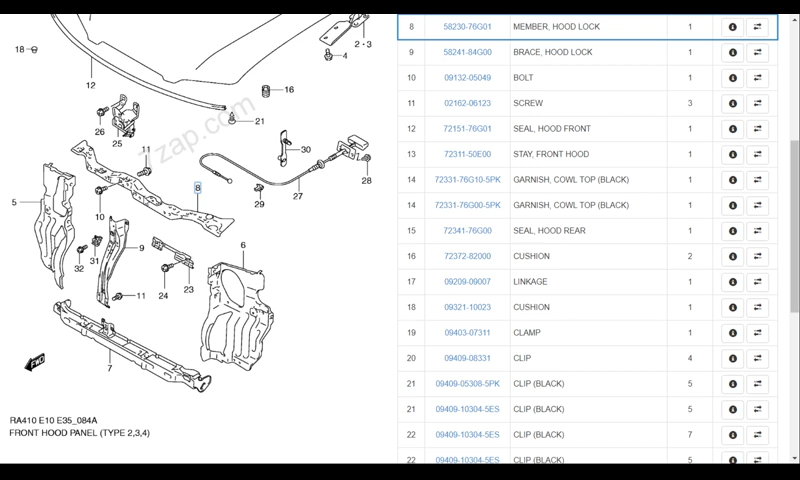 18
2・3
4
12
16
26
25
21
11
30
8
28
5
10
29
27
6
9
31
32
23
24
11
7
zap.com
FWD
RA410 E10 E35_084A
FRONT HOOD PANEL (TYPE 2,3,4)
8 58230-76G01 MEMBER, HOOD LOCK 1
9 58241-84G00 BRACE, HOOD LOCK 1
10 09132-05049 BOLT 1
11 02162-06123 SCREW 3
12 72151-76G01 SEAL, HOOD FRONT 1
13 72311-50E00 STAY, FRONT HOOD 1
14 72331-76G10-5PK GARNISH, COWL TOP (BLACK) 1
14 72331-76G00-5PK GARNISH, COWL TOP (BLACK) 1
15 72341-76G00 SEAL, HOOD REAR 1
16 72372-82000 CUSHION 2
17 09209-09007 LINKAGE 1
18 09321-10023 CUSHION 1
19 09403-07311 CLAMP 1
20 09409-08331 CLIP 4
21 09409-05308-5PK CLIP (BLACK) 5
21 09409-10304-5ES CLIP (BLACK) 5
22 09409-10304-5ES CLIP (BLACK) 7
22 09409-10304-5ES CLIP (BLACK) 5